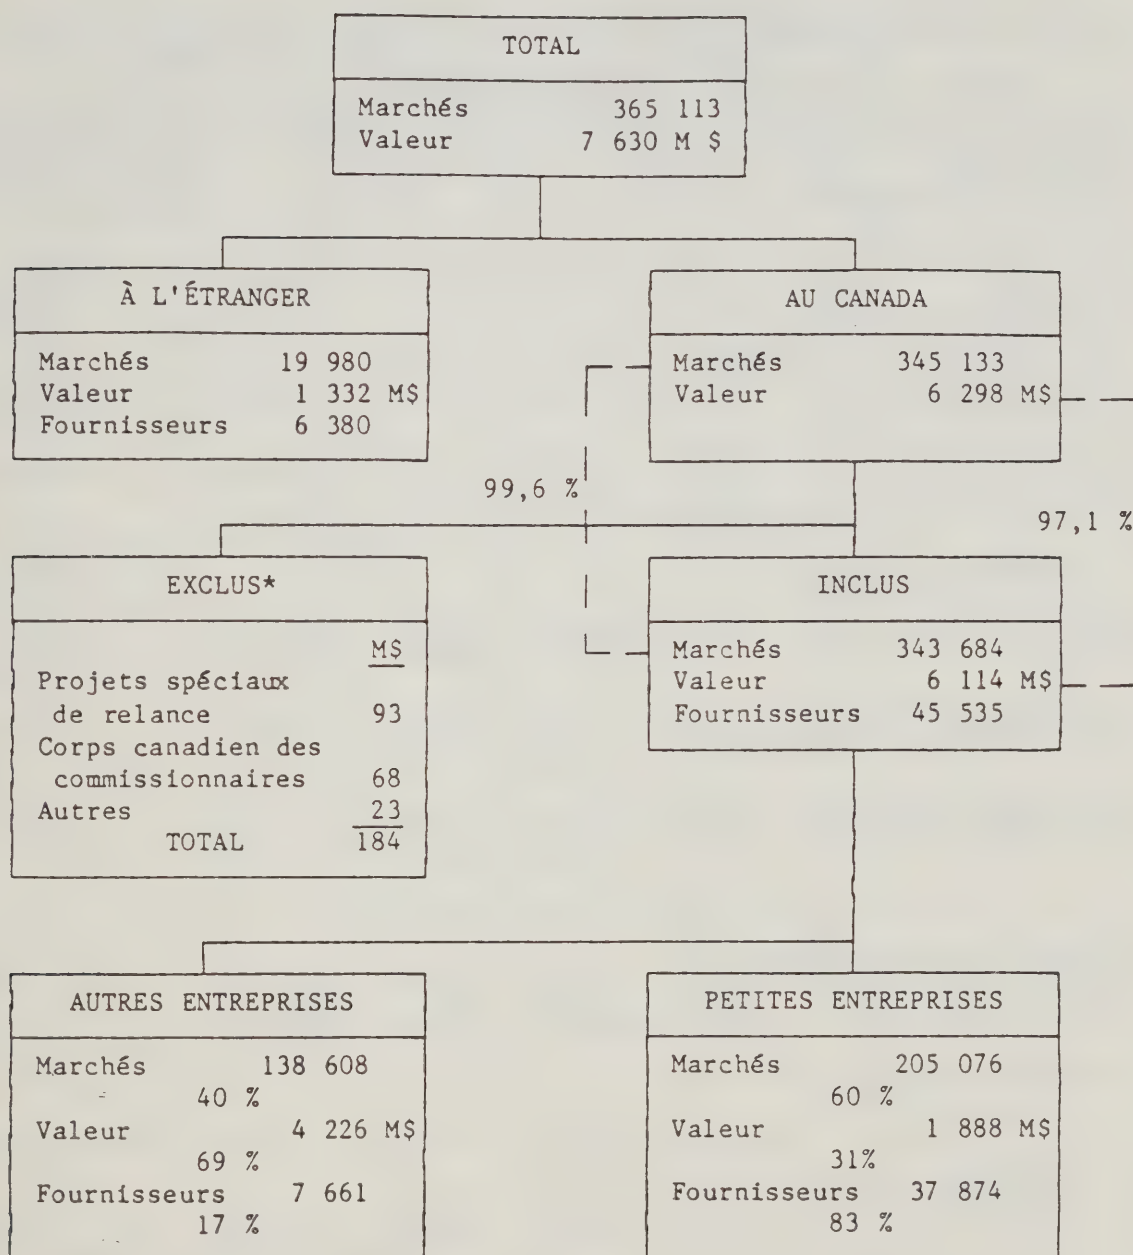 TOTAL
Marchés 365 113
Valeur 7 630 M $
À L'ÉTRANGER
Marchés 19 980
Valeur 1 332 M$
Fournisseurs 6 380
AU CANADA
Marchés 345 133
Valeur 6 298 M$
99,6 %
97,1 %
EXCLUS*
M$
Projets spéciaux
de relance 93
Corps canadien des
commissionnaires 68
Autres 23
TOTAL 184
INCLUS
Marchés 343 684
Valeur 6 114 M$
Fournisseurs 45 535
AUTRES ENTREPRISES
Marchés 138 608
40 %
Valeur 4 226 M$
69 %
Fournisseurs 7 661
17 %
PETITES ENTREPRISES
Marchés 205 076
60 %
Valeur 1 888 M$
31%
Fournisseurs 37 874
83 %